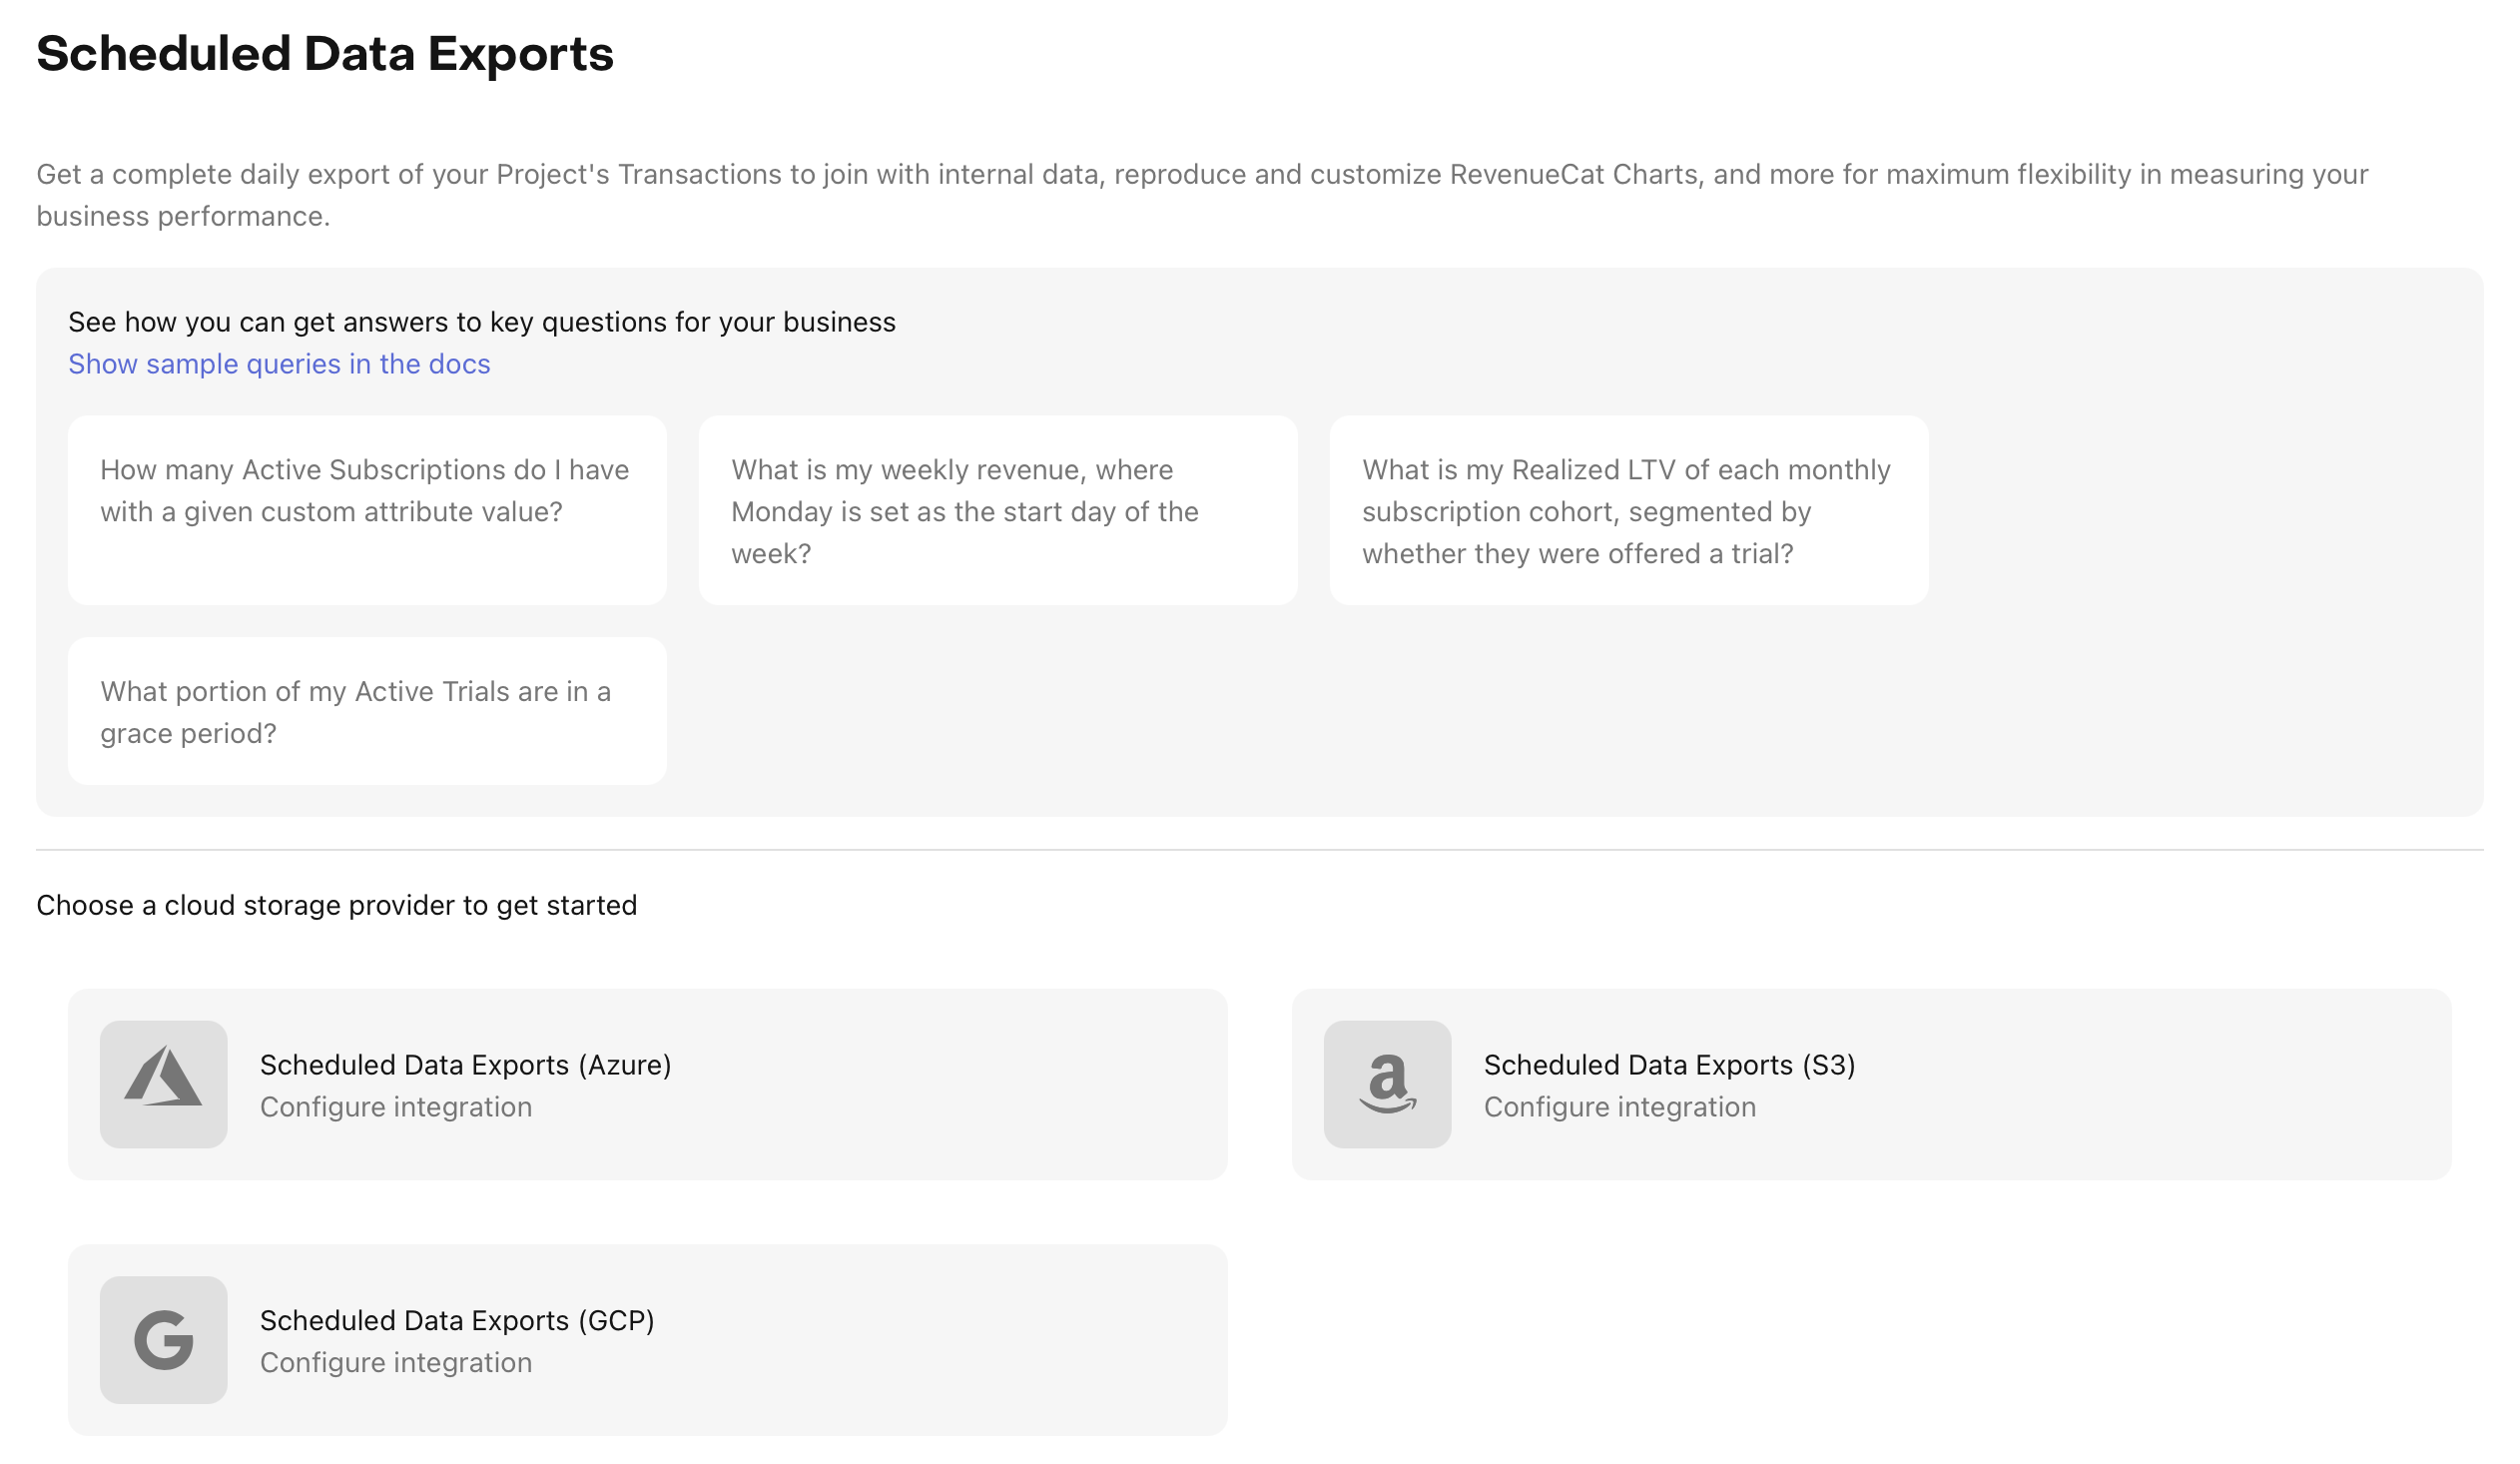 Scheduled Data Exports
Get a complete daily export of your Project's Transactions to join with internal data, reproduce and customize RevenueCat Charts, and more for maximum flexibility in measuring your
business performance.
See how you can get answers to key questions for your business
Show sample queries in the docs
How many Active Subscriptions do I have
with a given custom attribute value?
What is my weekly revenue, where
Monday is set as the start day of the
week?
What is my Realized LTV of each monthly
subscription cohort, segmented by
whether they were offered a trial?
What portion of my Active Trials are in a
grace period?
Choose a cloud storage provider to get started
Scheduled Data Exports (Azure)
Configure integration
Scheduled Data Exports (S3)
Configure integration
Scheduled Data Exports (GCP)
Configure integration